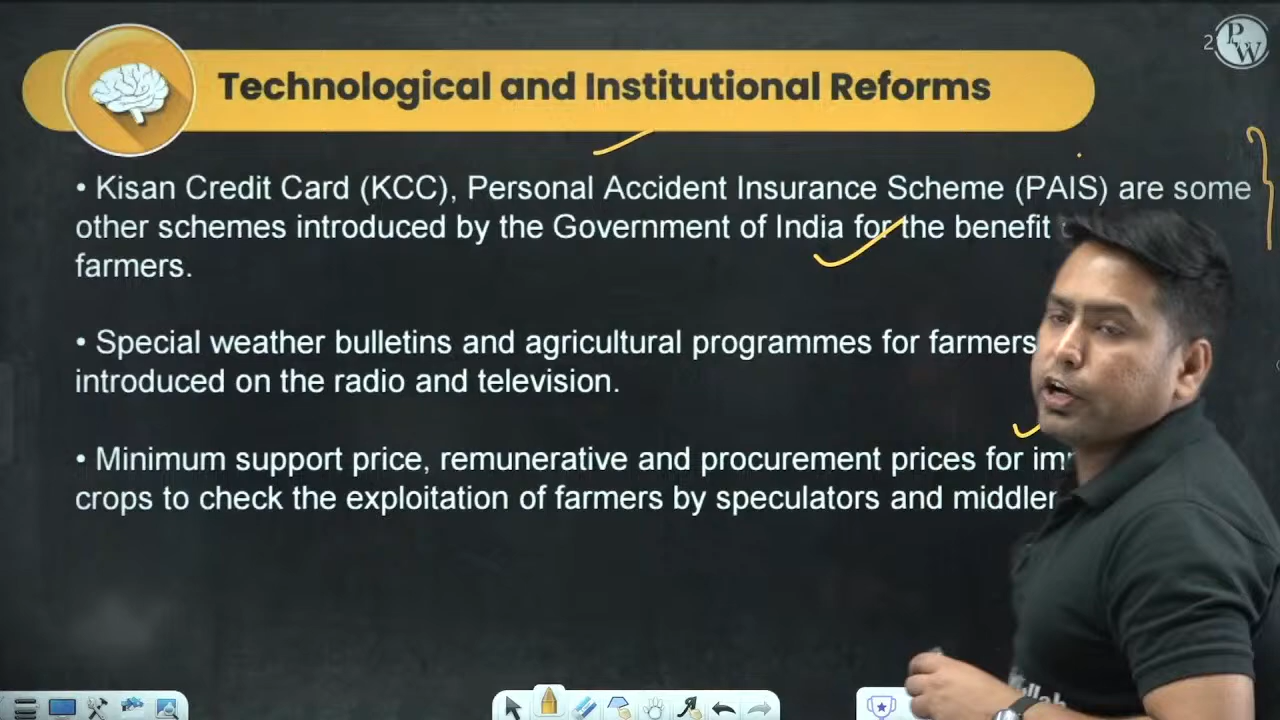 Technological and Institutional Reforms
2
PW
• Kisan Credit Card (KCC), Personal Accident Insurance Scheme (PAIS) are some
other schemes introduced by the Government of India for the benefit
farmers.
• Special weather bulletins and agricultural programmes for farmers
introduced on the radio and television.
• Minimum support price, remunerative and procurement prices for
crops to check the exploitation of farmers by speculators and